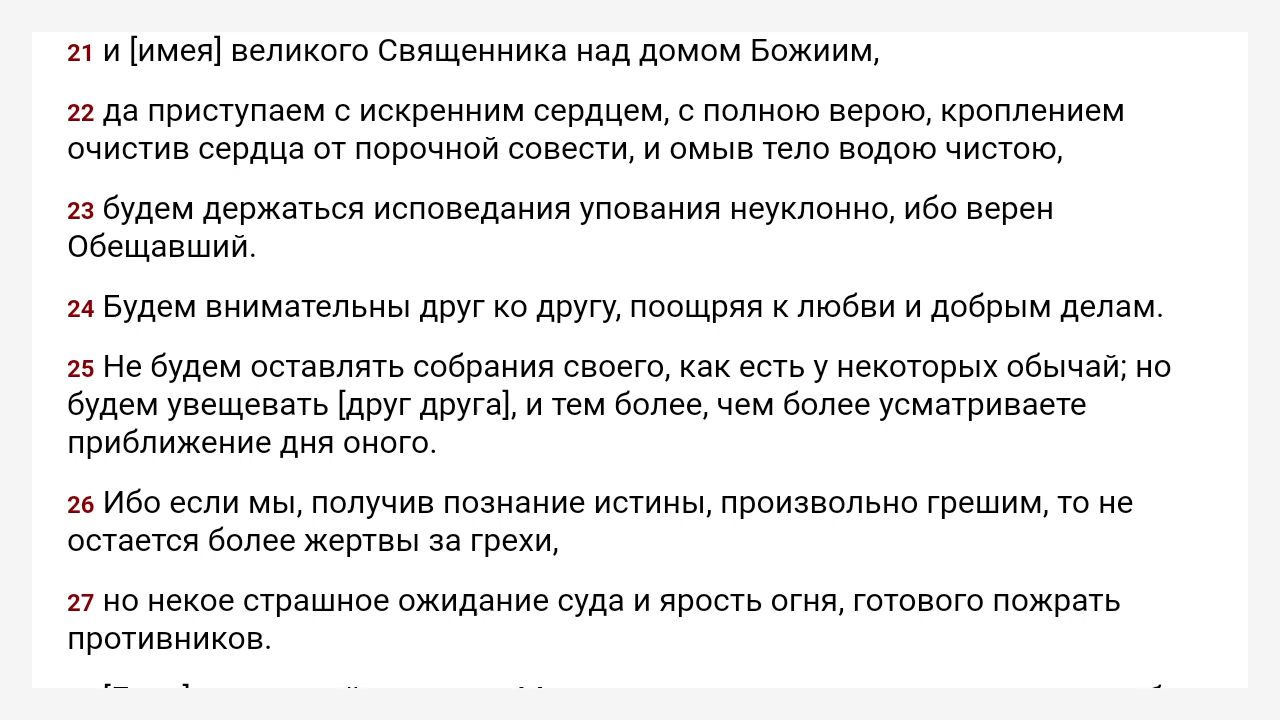 21 и [имея] великого Священника над домом Божиим,
22 да приступаем с искренним сердцем, с полною верою, кроплением
очистив сердца от порочной совести, и омыв тело водою чистою,
23 будем держаться исповедания упования неуклонно, ибо верен
Обещавший.
24 Будем внимательны друг ко другу, поощряя к любви и добрым делам.
25 Не будем оставлять собрания своего, как есть у некоторых обычай; но
будем увещевать [друг друга], и тем более, чем более усматриваете
приближение дня оного.
26 Ибо если мы, получив познание истины, произвольно грешим, то не
остается более жертвы за грехи,
27 но некое страшное ожидание суда и ярость огня, готового пожрать
противников.